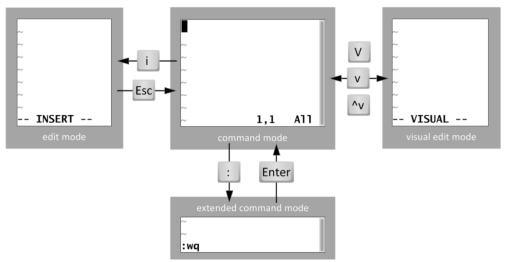 -- INSERT --
edit mode
i
Esc
1,1 All
command mode
V
v
^v
-- VISUAL --
visual edit mode
:
Enter
extended command mode
~
~
:wq